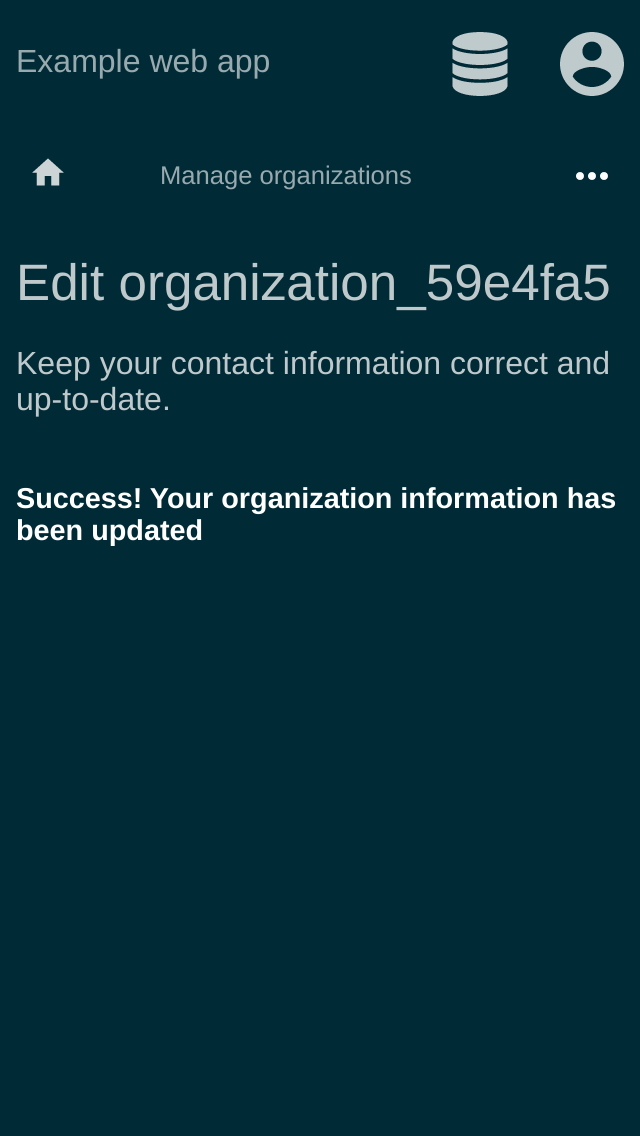 Example web app
Manage organizations
Edit organization_59e4fa5
Keep your contact information correct and
up-to-date.
Success! Your organization information has
been updated